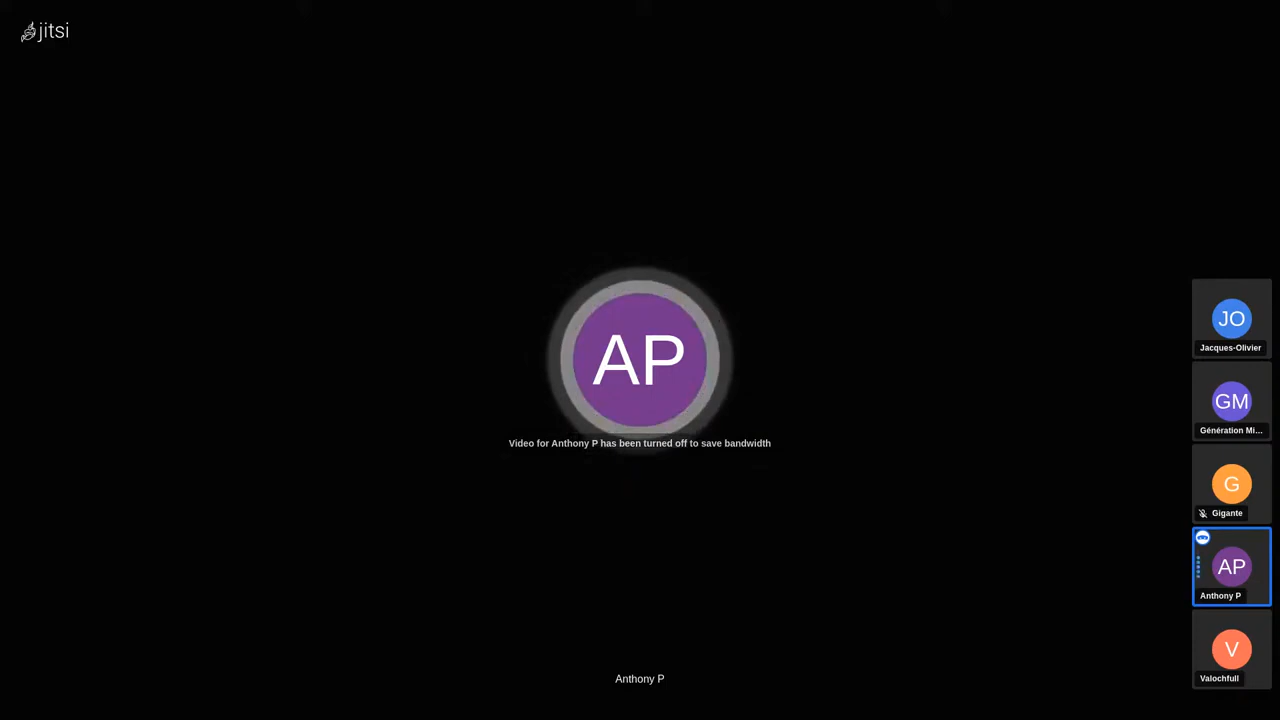 jitsi
AP
Video for Anthony P has been turned off to save bandwidth
Anthony P
JO
Jacques-Olivier
GM
Génération Mi...
G
Gigante
AP
Anthony P
V
Valochfull